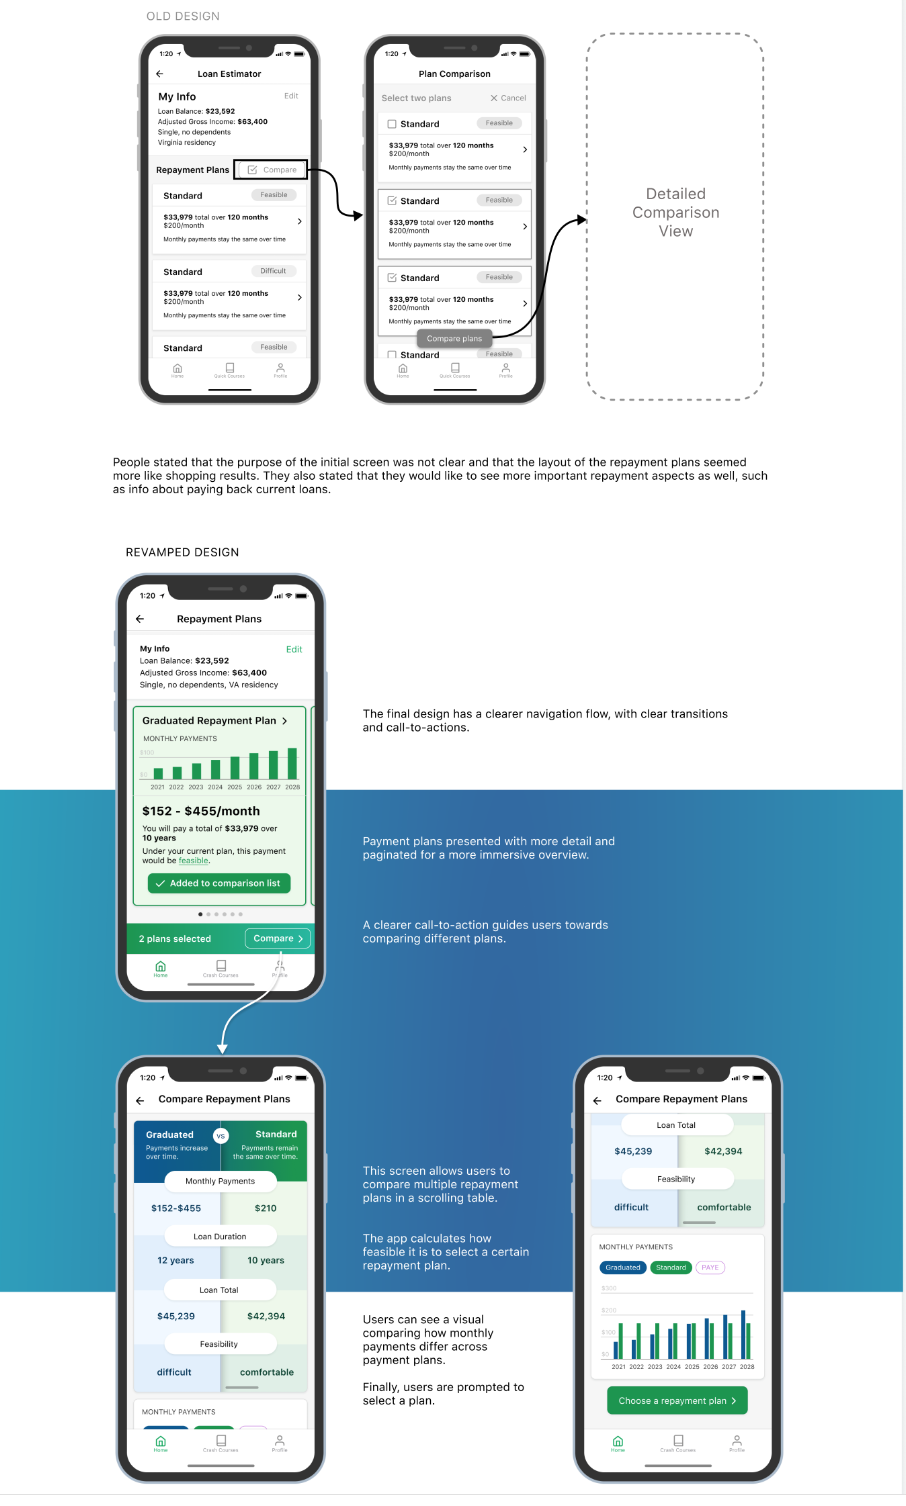 OLD DESIGN
1:20
Loan Estimator
My Info
Edit
Loan Balance: $23,592
Adjusted Gross Income: $63,400
Single, no dependents
Virginia residency
Repayment Plans
Compare
Standard
Feasible
$33,979 total over 120 months
$200/month
Monthly payments stay the same over time
Standard
Difficult
$33,979 total over 120 months
$200/month
Monthly payments stay the same over time
Standard
Feasible
Home
Quick Courses
Profile
1:20
Plan Comparison
Select two plans
Cancel
Standard
Feasible
$33,979 total over 120 months
$200/month
Monthly payments stay the same over time
Standard
Feasible
$33,979 total over 120 months
$200/month
Monthly payments stay the same over time
Standard
Feasible
$33,979 total over 120 months
$200/month
Monthly payments stay the same over time
Compare plans
Standard
Feasible
Home
Quick Courses
Profile
Detailed
Comparison
View
People stated that the purpose of the initial screen was not clear and that the layout of the repayment plans seemed
more like shopping results. They also stated that they would like to see more important repayment aspects as well, such
as info about paying back current loans.
REVAMPED DESIGN
1:20
Repayment Plans
My Info
Edit
Loan Balance: $23,592
Adjusted Gross Income: $63,400
Single, no dependents, VA residency
Graduated Repayment Plan
MONTHLY PAYMENTS
$300
$0
2021 2022 2023 2024 2025 2026 2027 2028
$152 - $455/month
You will pay a total of $33,979 over
10 years
Under your current plan, this payment
would be feasible.
Added to comparison list
2 plans selected
Compare
Home
Crash Courses
Profile
The final design has a clearer navigation flow, with clear transitions
and call-to-actions.
Payment plans presented with more detail and
paginated for a more immersive overview.
A clearer call-to-action guides users towards
comparing different plans.
1:20
Compare Repayment Plans
Graduated
VS
Standard
Payments increase
over time.
Payments remain
the same over time.
Monthly Payments
$152-$455
$210
Loan Duration
12 years
10 years
Loan Total
$45,239
$42,394
Feasibility
difficult
comfortable
MONTHLY PAYMENTS
Home
Crash Courses
Profile
This screen allows users to
compare multiple repayment
plans in a scrolling table.
The app calculates how
feasible it is to select a certain
repayment plan.
Users can see a visual
comparing how monthly
payments differ across
payment plans.
Finally, users are prompted to
select a plan.
1:20
Compare Repayment Plans
Loan Total
$45,239
$42,394
Feasibility
difficult
comfortable
MONTHLY PAYMENTS
Graduated
Standard
PAYE
$300
$200
$100
$0
2021 2022 2023 2024 2025 2026 2027 2028
Choose a repayment plan
Home
Crash Courses
Profile